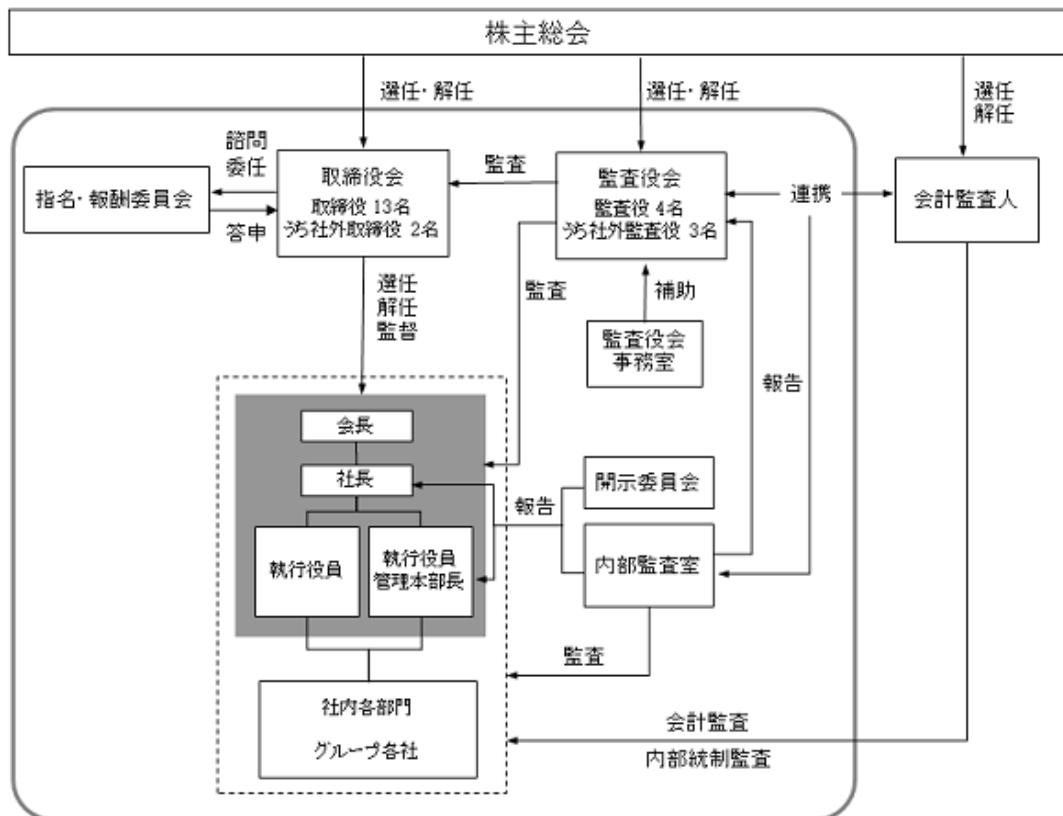 株主総会
選任・解任
選任・解任
選任
解任
諮問
委任
指名・報酬委員会
答申
取締役会
取締役 13名
うち社外取締役 2名
監査
監査役会
監査役 4名
うち社外監査役 3名
連携
会計監査人
選任
解任
監督
監査
補助
監査役会
事務室
報告
会長
社長
執行役員
執行役員
管理本部長
報告
開示委員会
内部監査室
監査
社内各部門
グループ各社
会計監査
内部統制監査